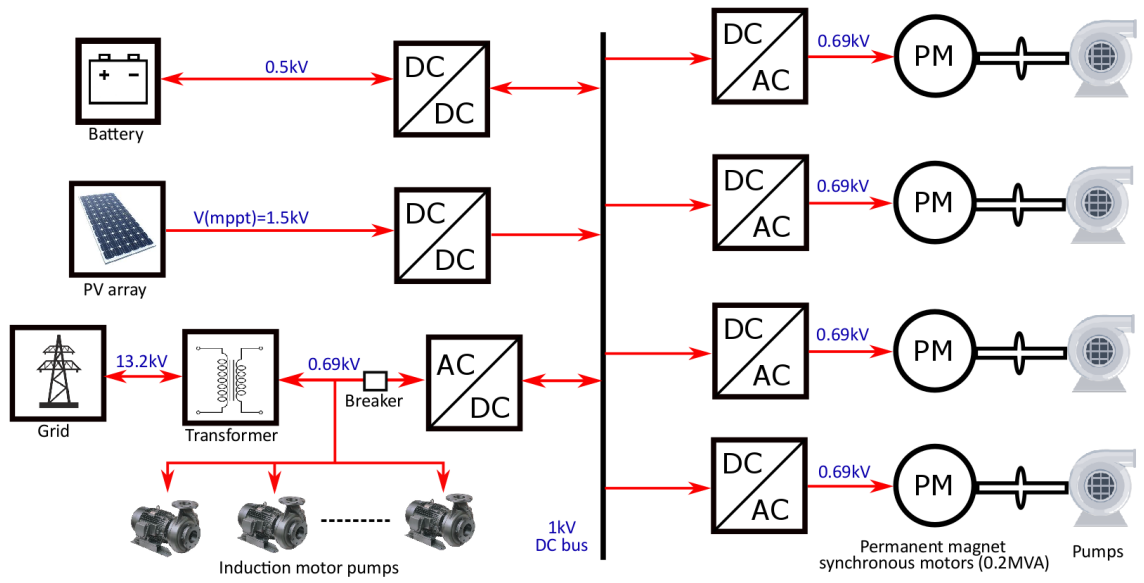 DC
AC
0.69kV
PM
0.5kV
DC
DC
Battery
DC
AC
0.69kV
PM
V(mppt)=1.5kV
DC
DC
PV array
DC
AC
0.69kV
PM
13.2kV
0.69kV
Breaker
AC
DC
Grid
Transformer
DC
AC
0.69kV
PM
1kV
DC bus
Induction motor pumps
Permanent magnet
synchronous motors (0.2MVA)
Pumps